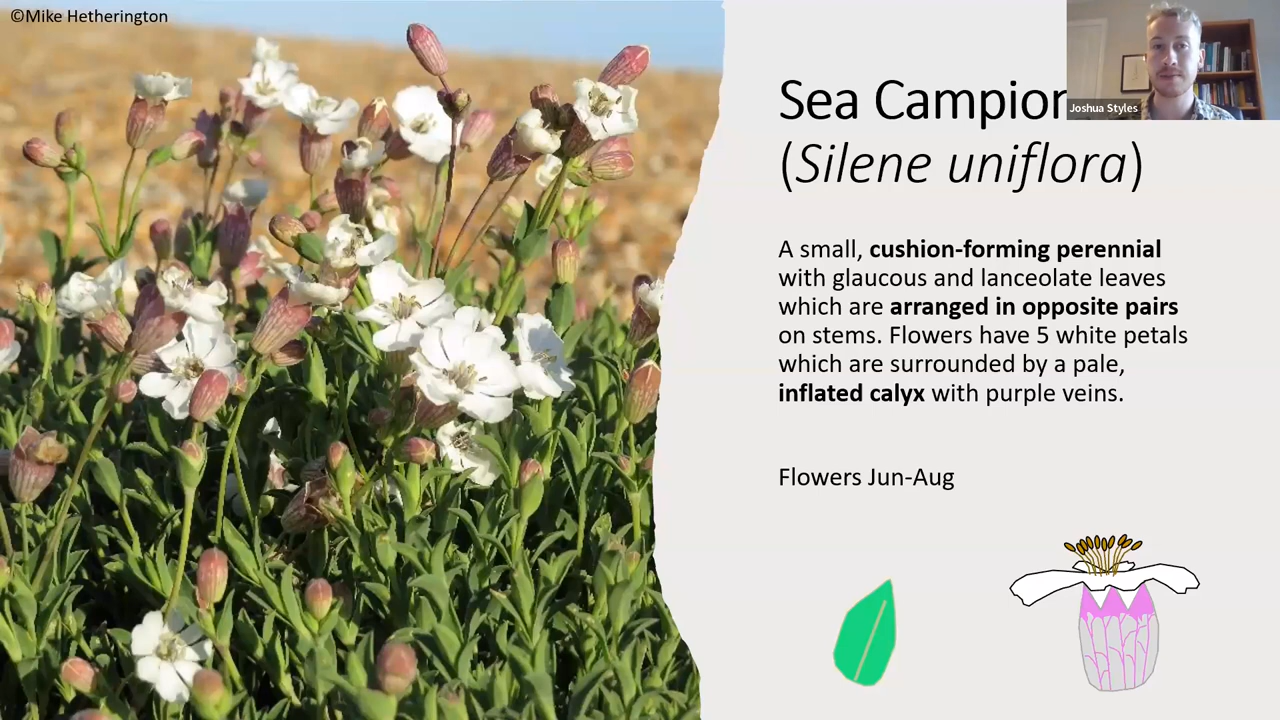 ©Mike Hetherington
Sea Campion
(Silene uniflora)
Joshua Styles
A small, cushion-forming perennial
with glaucous and lanceolate leaves
which are arranged in opposite pairs
on stems. Flowers have 5 white petals
which are surrounded by a pale,
inflated calyx with purple veins.
Flowers Jun-Aug